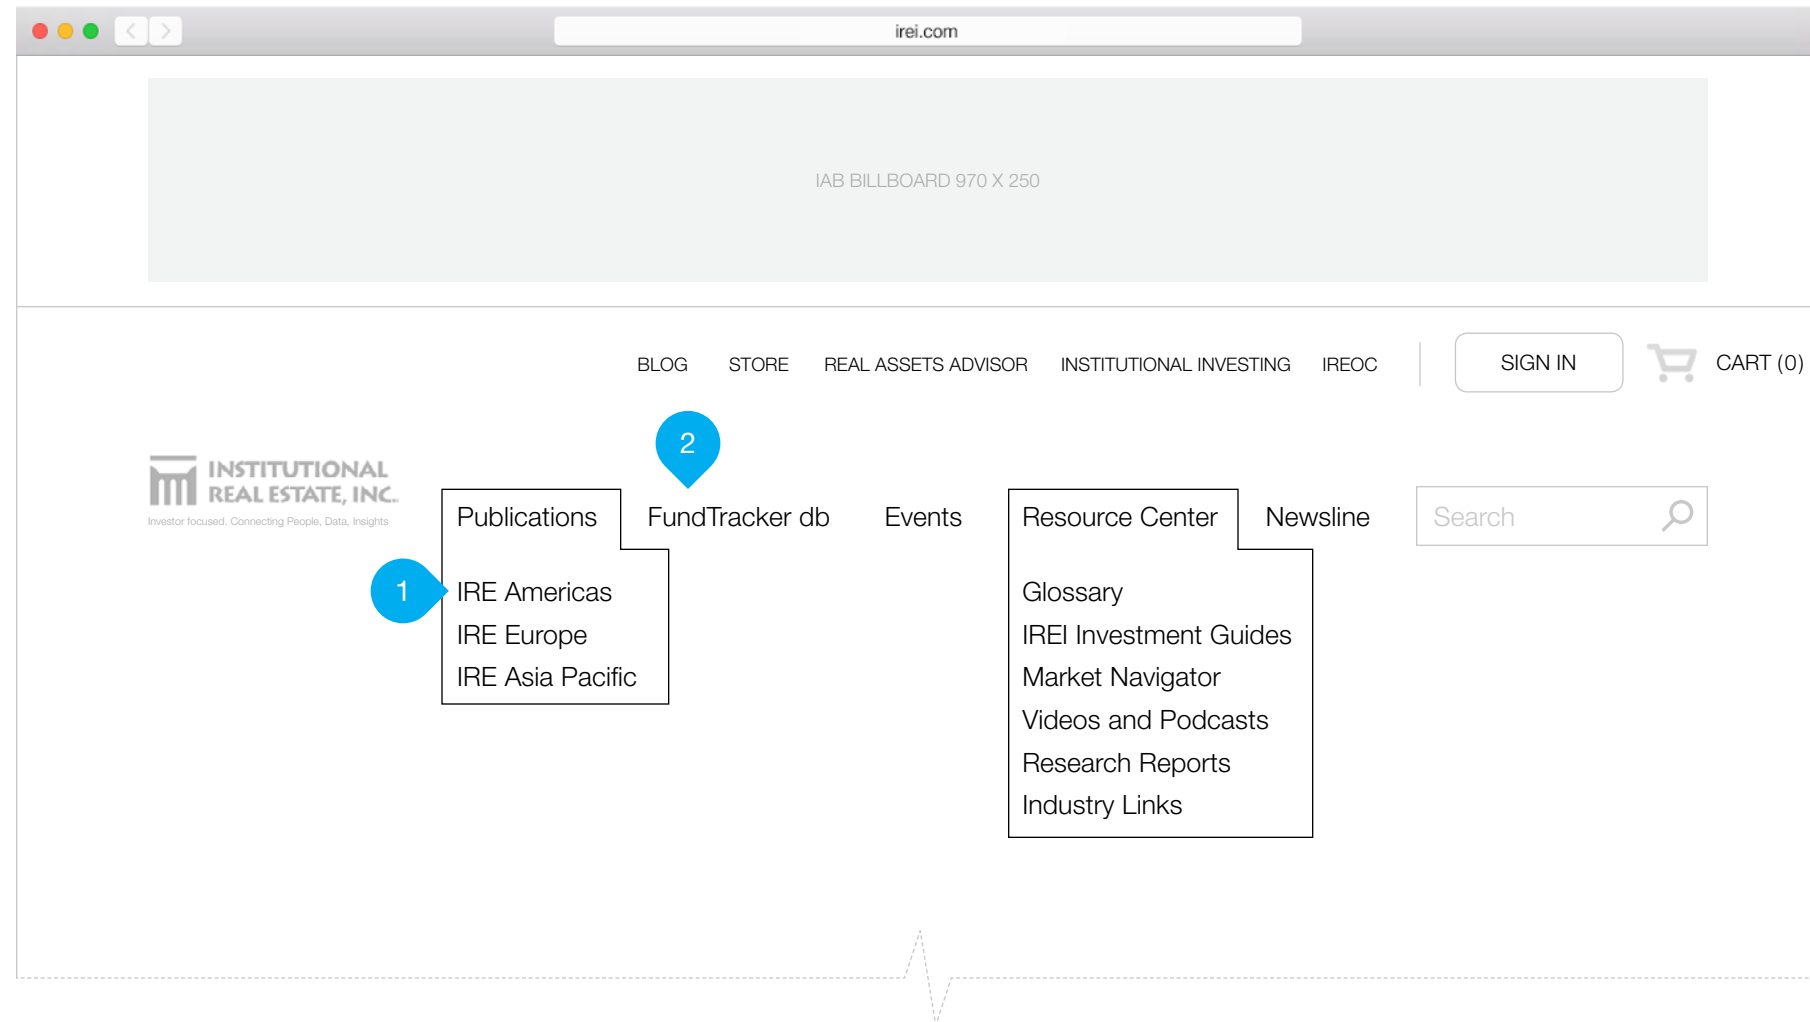 irei.com
IAB BILLBOARD 970 X 250
BLOG STORE REAL ASSETS ADVISOR INSTITUTIONAL INVESTING IREOC SIGN IN CART (0)
2
INSTITUTIONAL
REAL ESTATE, INC.
Investor focused. Connecting People, Data, Insights
Publications FundTracker db Events Resource Center Newsline Search
1
IRE Americas
IRE Europe
IRE Asia Pacific
Glossary
IREI Investment Guides
Market Navigator
Videos and Podcasts
Research Reports
Industry Links